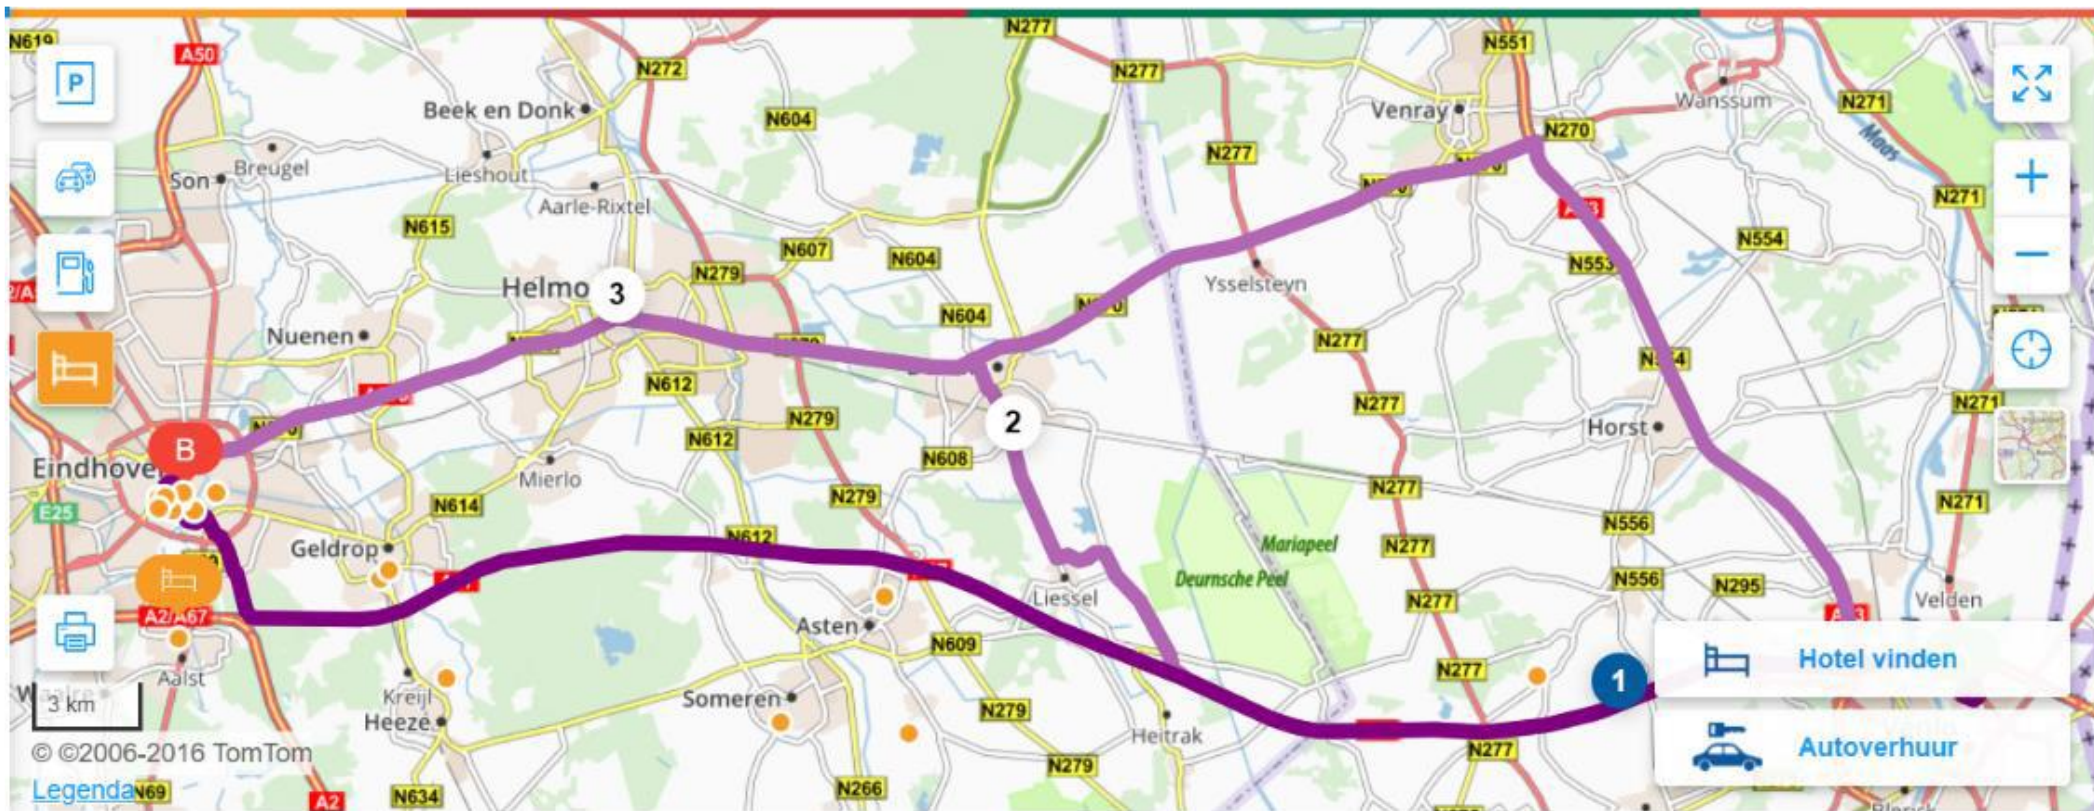 N619
A50
N277
N551
N272
N277
P
Beek en Donk
N604
Venray
N270
Wanssum
N271
Maas
Breugel
Son
Lieshout
N277
Aarle-Rixtel
N271
N615
N607
N604
N554
N279
N553
Helmo
3
Ysselsteyn
Nuenen
N604
N277
N612
N277
N271
N279
Horst
2
B
Eindhove
N612
N608
Mierlo
N277
N279
N271
N614
E25
N556
N612
Geldrop
Mariapeel
N277
Deurnsche Peel
N556
N295
Liessel
N277
Velden
A2/A67
Asten
N609
Aalst
N277
1
Hotel vinden
Kreijl
Someren
3 km
Heeze
N279
Heitrak
© ©2006-2016 TomTom
N277
Autoverhuur
N279
Legenda
N69
A2
N634
N266